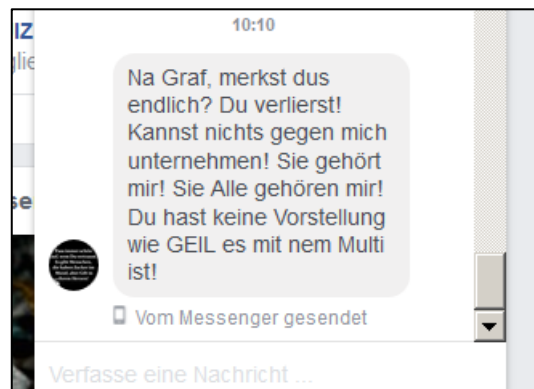 IZ
glie
10:10
Na Graf, merkst dus
endlich? Du verlierst!
Kannst nichts gegen mich
unternehmen! Sie gehört
mir! Sie Alle gehören mir!
Du hast keine Vorstellung
wie GEIL es mit nem Multi
ist!
se
Vom Messenger gesendet
Verfasse eine Nachricht ...